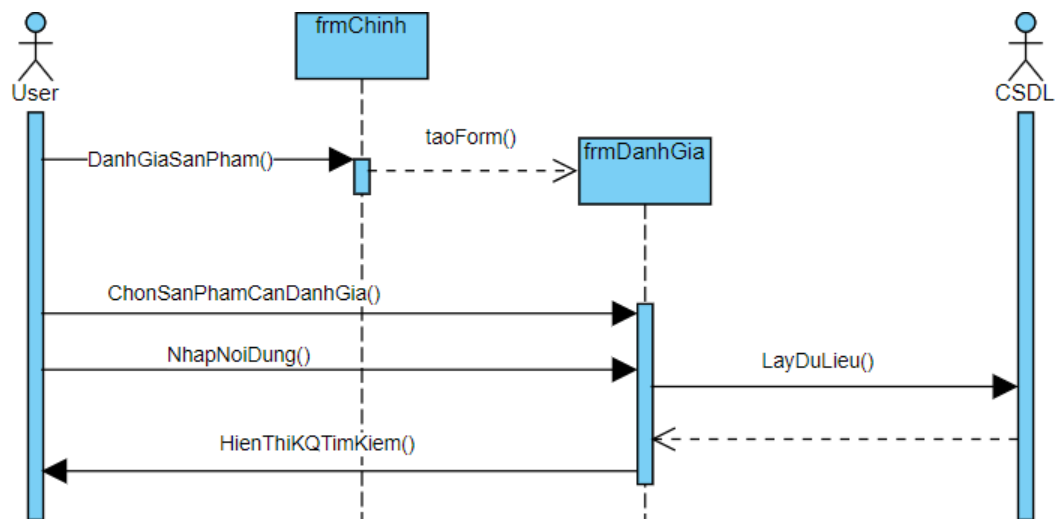 frmChinh
User
CSDL
taoForm()
DanhGiaSanPham()
frmDanhGia
ChonSanPhamCanDanhGia()
NhapNoiDung()
LayDuLieu()
HienThiKQTimKiem()